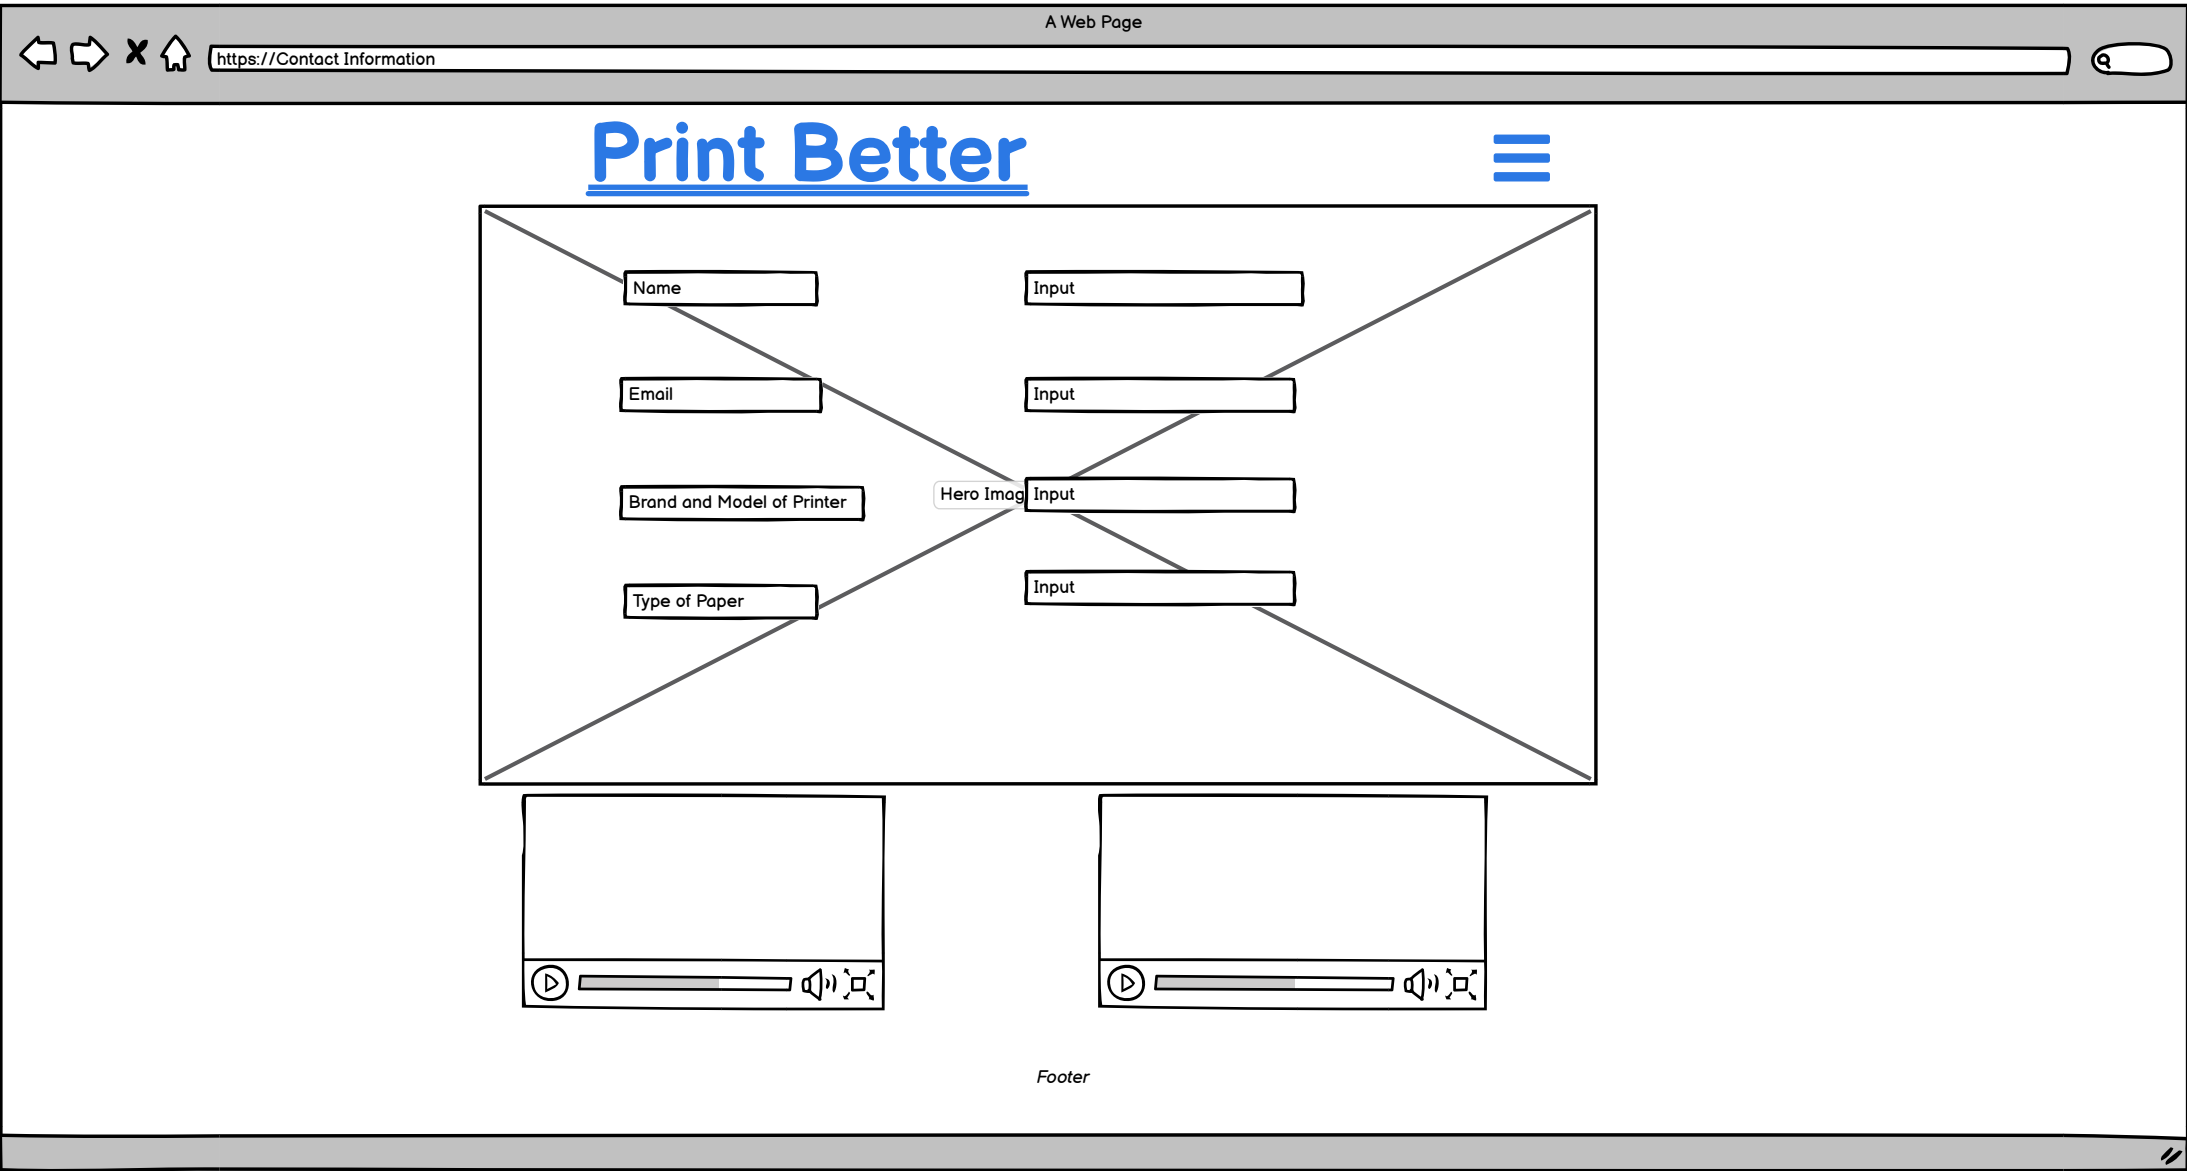 A Web Page
https://Contact Information
Print Better
Name
Input
Email
Input
Brand and Model of Printer
Hero Imag
Input
Type of Paper
Input
Footer